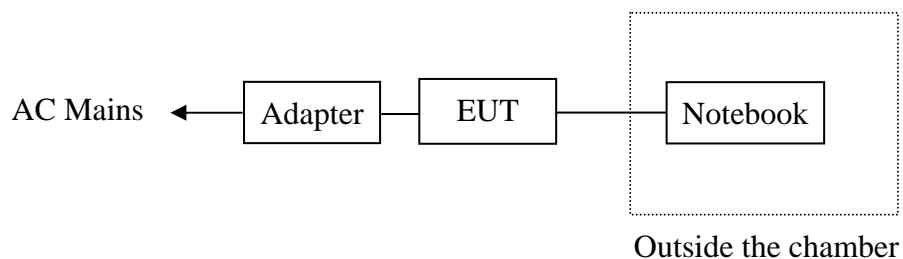 AC Mains
Adapter
EUT
Notebook
Outside the chamber